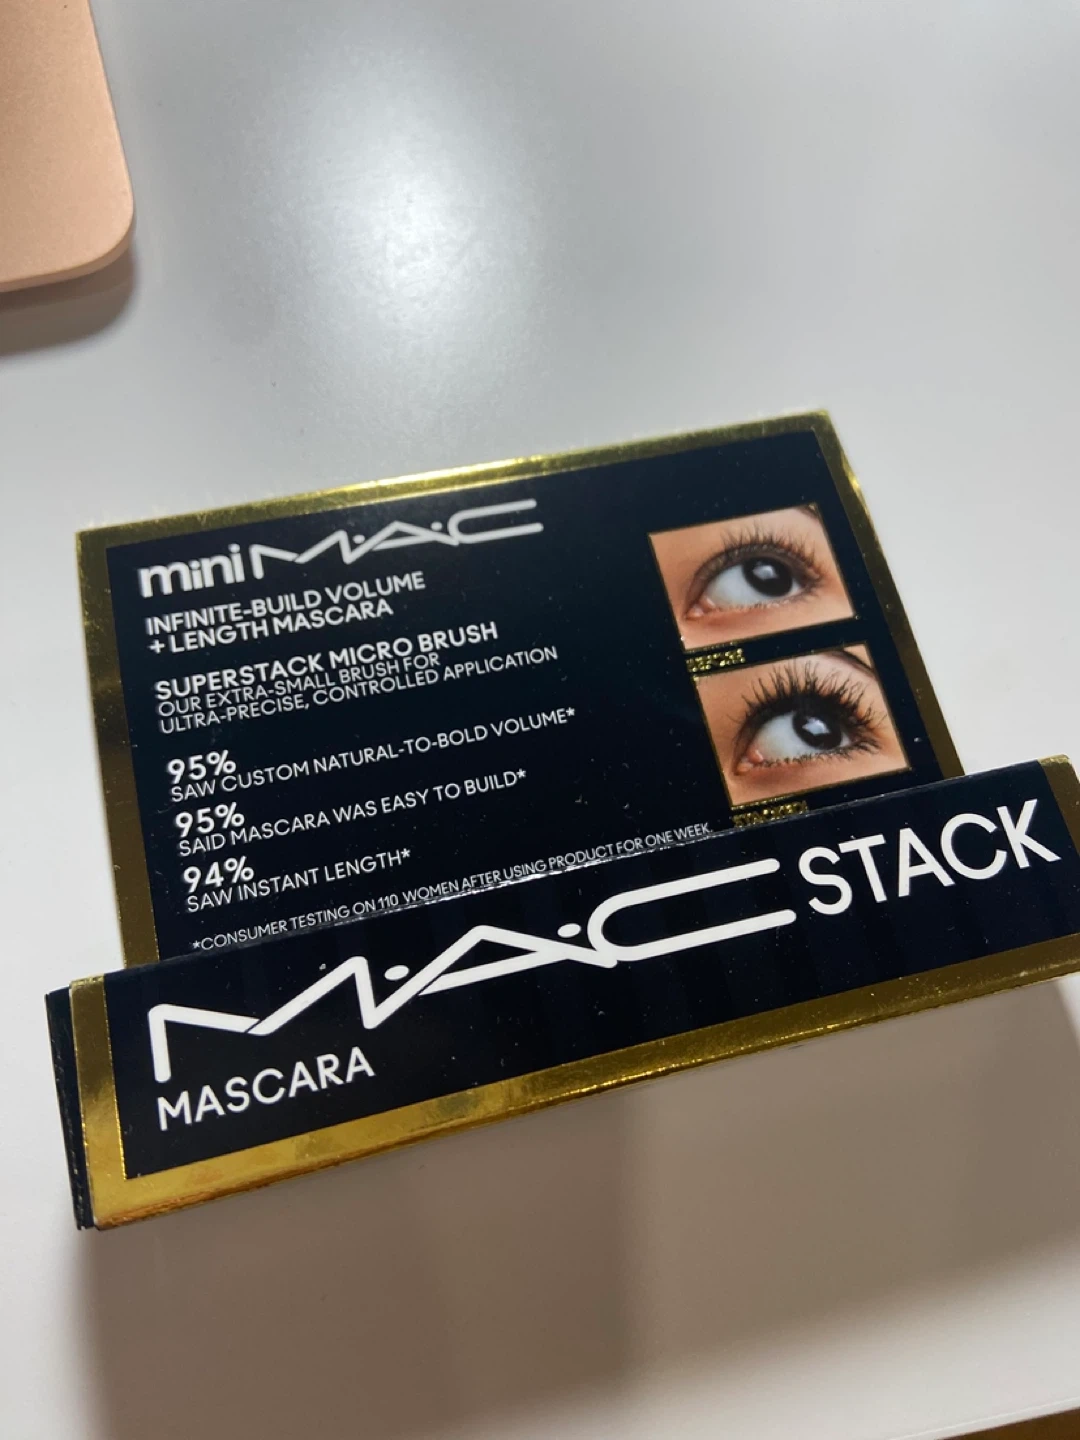 mini M·A·C
INFINITE-BUILD VOLUME
+ LENGTH MASCARA
SUPERSTACK MICRO BRUSH
OUR EXTRA-SMALL BRUSH FOR
ULTRA-PRECISE, CONTROLLED APPLICATION
95%
SAW CUSTOM NATURAL-TO-BOLD VOLUME*
95%
SAID MASCARA WAS EASY TO BUILD*
94%
SAW INSTANT LENGTH*
*CONSUMER TESTING ON 110 WOMEN AFTER USING PRODUCT FOR ONE WEEK.
BEFORE
STACKED!
M·A·C STACK
MASCARA